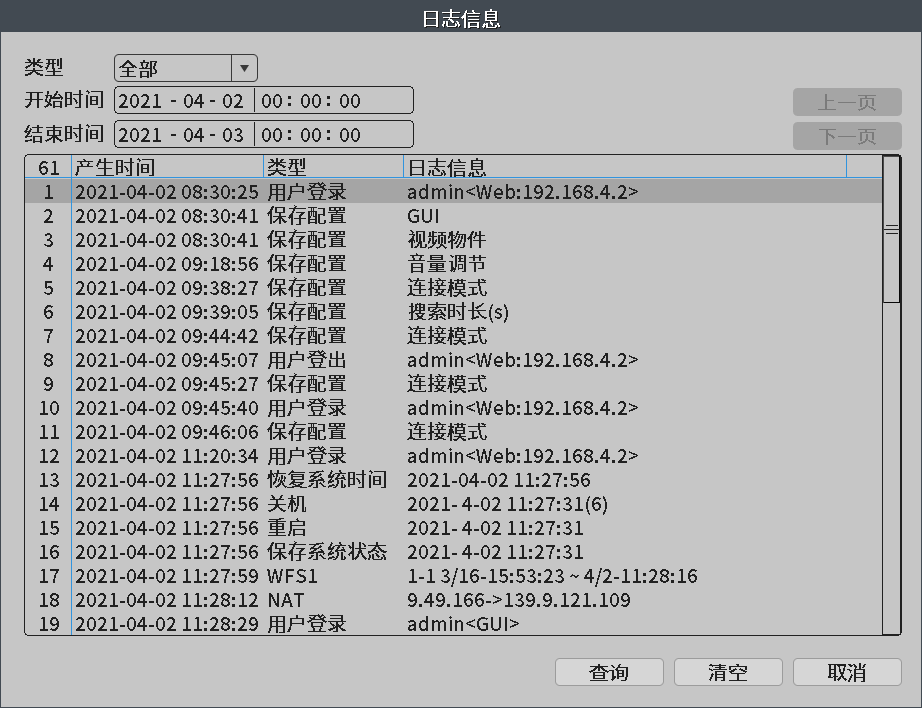 日志信息
类型 全部
开始时间 2021 - 04 - 02 00 : 00 : 00 上一页
结束时间 2021 - 04 - 03 00 : 00 : 00 下一页
61 产生时间 类型 日志信息
1 2021-04-02 08:30:25 用户登录 admin<Web:192.168.4.2>
2 2021-04-02 08:30:41 保存配置 GUI
3 2021-04-02 08:30:41 保存配置 视频物件
4 2021-04-02 09:18:56 保存配置 音量调节
5 2021-04-02 09:38:27 保存配置 连接模式
6 2021-04-02 09:39:05 保存配置 搜索时长(s)
7 2021-04-02 09:44:42 保存配置 连接模式
8 2021-04-02 09:45:07 用户登出 admin<Web:192.168.4.2>
9 2021-04-02 09:45:27 保存配置 连接模式
10 2021-04-02 09:45:40 用户登录 admin<Web:192.168.4.2>
11 2021-04-02 09:46:06 保存配置 连接模式
12 2021-04-02 11:20:34 用户登录 admin<Web:192.168.4.2>
13 2021-04-02 11:27:56 恢复系统时间 2021-04-02 11:27:56
14 2021-04-02 11:27:56 关机 2021- 4-02 11:27:31(6)
15 2021-04-02 11:27:56 重启 2021- 4-02 11:27:31
16 2021-04-02 11:27:56 保存系统状态 2021- 4-02 11:27:31
17 2021-04-02 11:27:59 WFS1 1-1 3/16-15:53:23 ~ 4/2-11:28:16
18 2021-04-02 11:28:12 NAT 9.49.166->139.9.121.109
19 2021-04-02 11:28:29 用户登录 admin<GUI>
查询 清空 取消